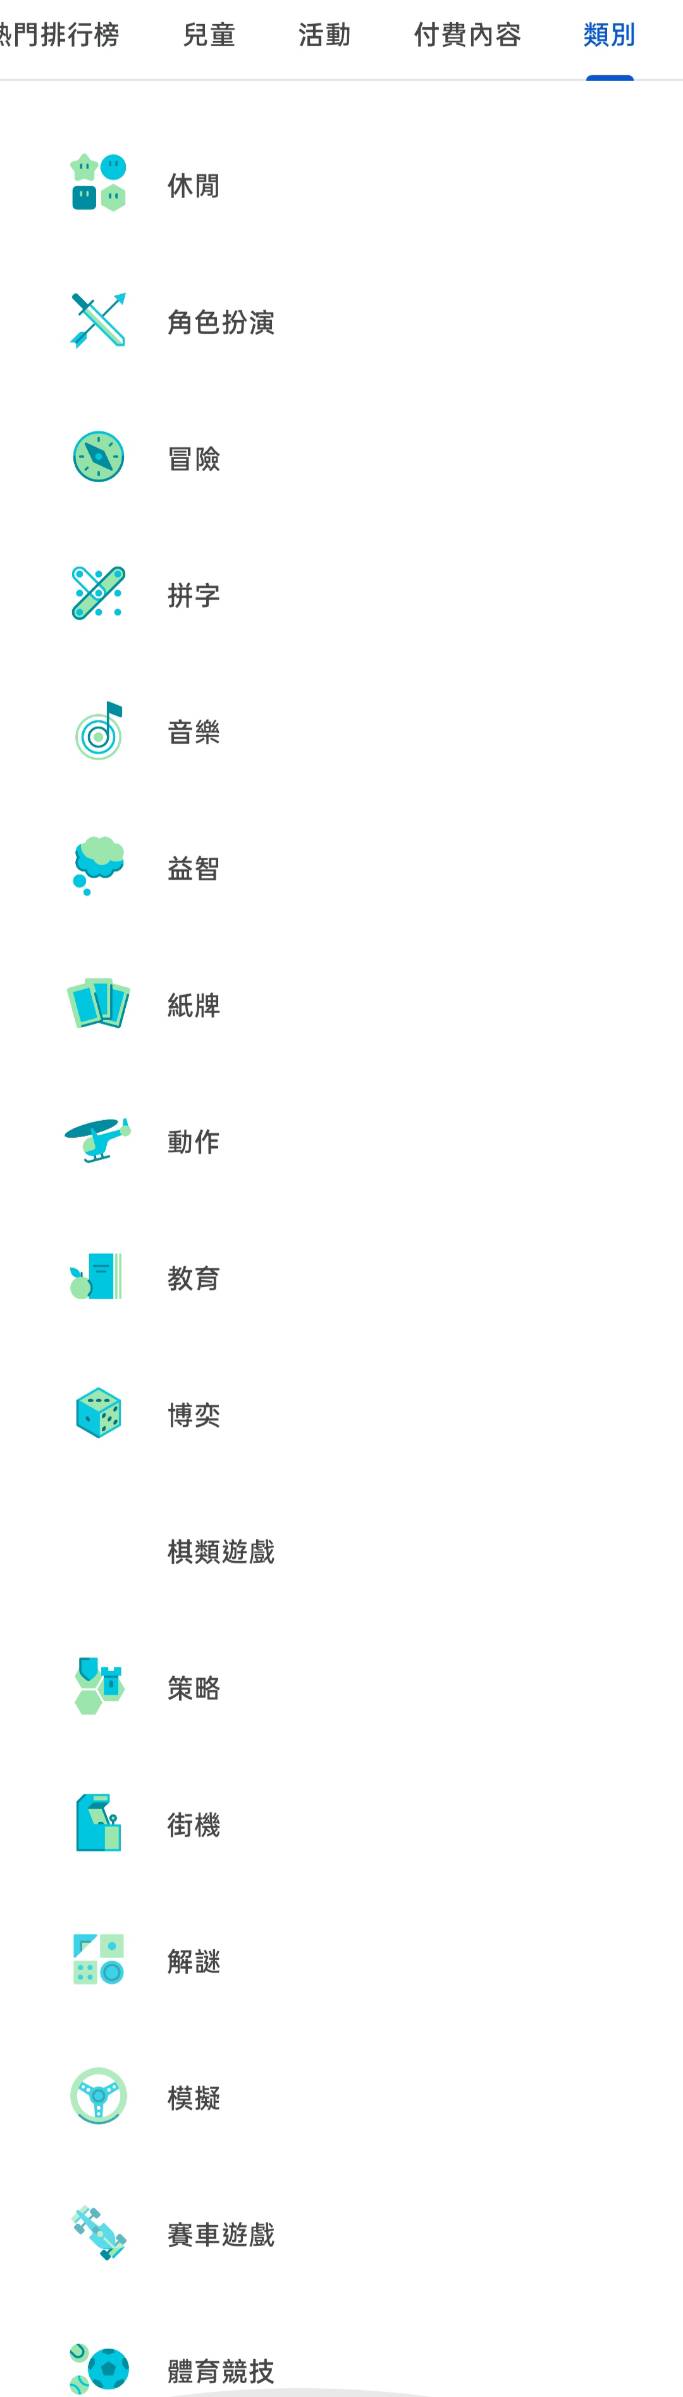 熱門排行榜 兒童 活動 付費內容 類別
休閒
角色扮演
冒險
拼字
音樂
益智
紙牌
動作
教育
博奕
棋類遊戲
策略
街機
解謎
模擬
賽車遊戲
體育競技